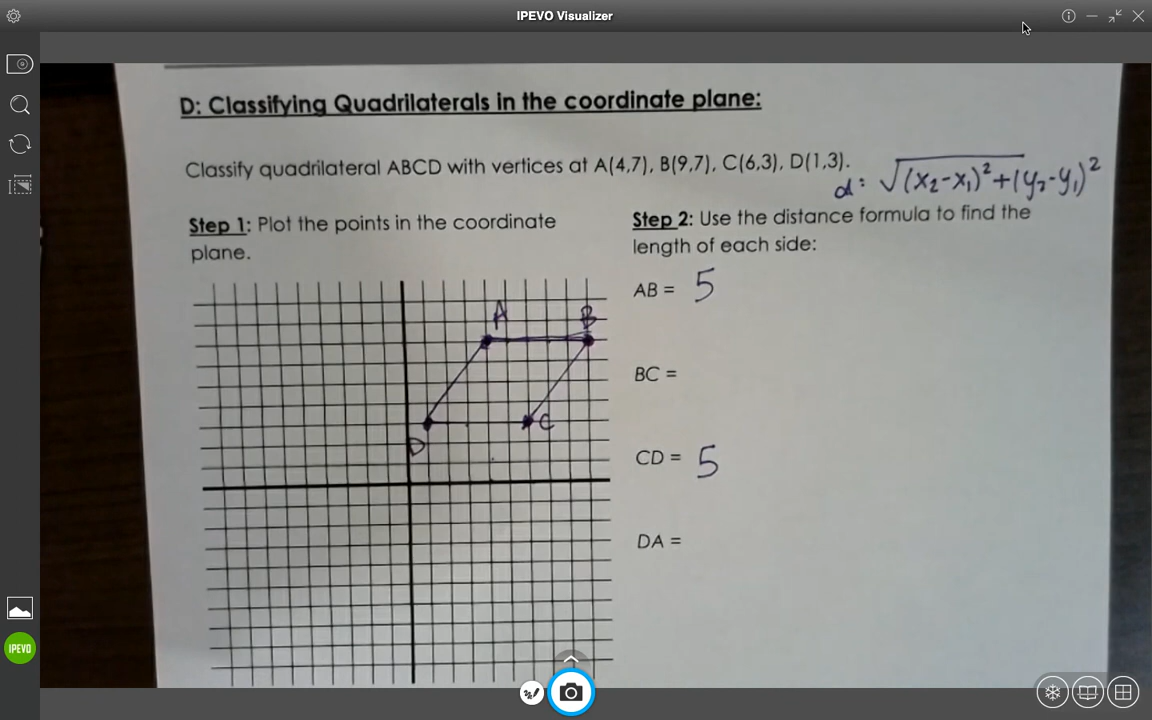 IPEVO Visualizer
D: Classifying Quadrilaterals in the coordinate plane:
Classify quadrilateral ABCD with vertices at A(4,7), B(9,7), C(6,3), D(1,3).
d: √(x₂-x₁)²+(y₂-y₁)²
Step 1: Plot the points in the coordinate
plane.
Step 2: Use the distance formula to find the
length of each side:
A
B
C
D
AB = 5
BC =
CD = 5
DA =
IPEVO